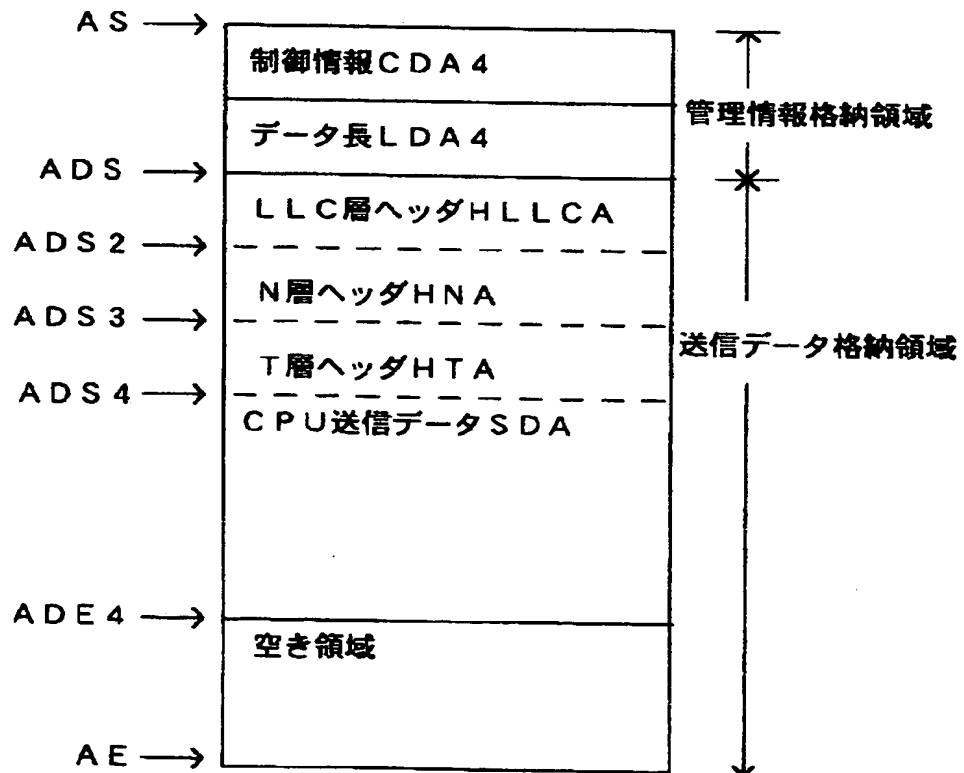 ＡＳ
制御情報ＣＤＡ４
管理情報格納領域
データ長ＬＤＡ４
ＡＤＳ
ＬＬＣ層ヘッダＨＬＬＣＡ
ＡＤＳ２
Ｎ層ヘッダＨＮＡ
ＡＤＳ３
送信データ格納領域
Ｔ層ヘッダＨＴＡ
ＡＤＳ４
ＣＰＵ送信データＳＤＡ
ＡＤＥ４
空き領域
ＡＥ